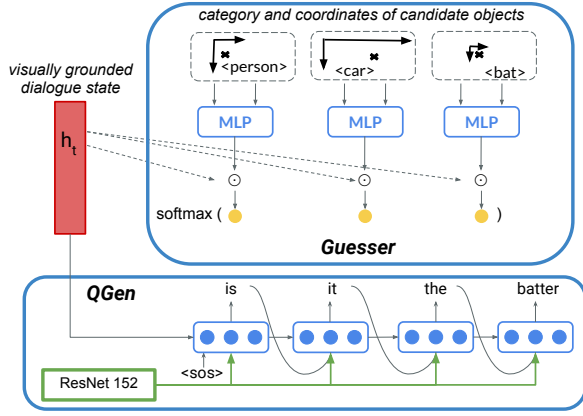 category and coordinates of candidate objects
visually grounded
dialogue state
<person>
<car>
<bat>
MLP
MLP
MLP
h_t
softmax (
)
Guesser
QGen
is
it
the
batter
<sos>
ResNet 152